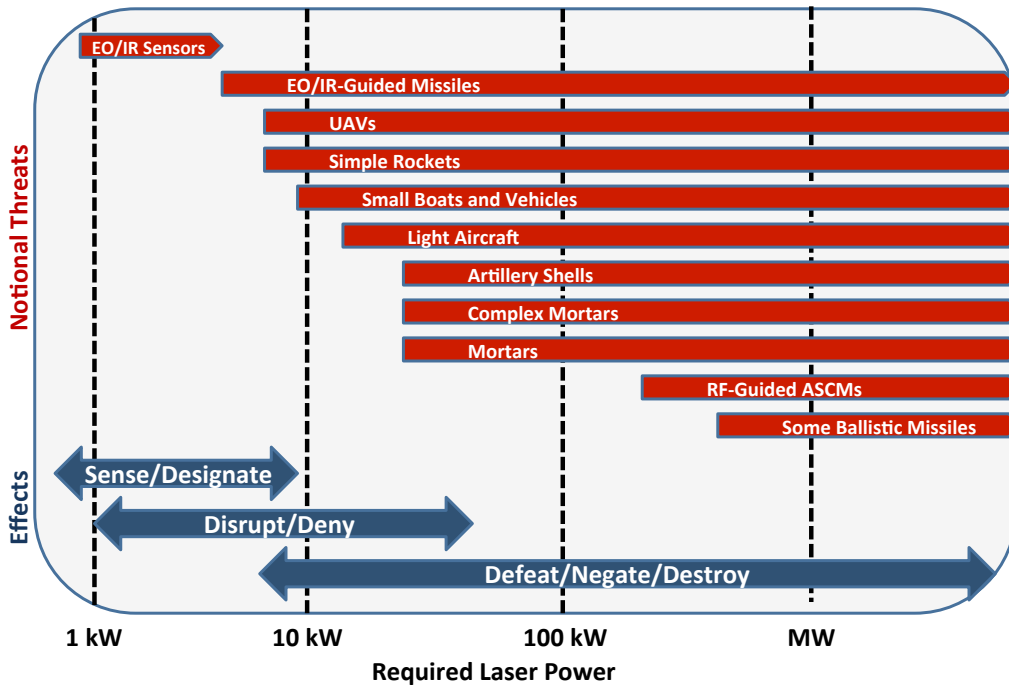 EO/IR Sensors
EO/IR-Guided Missiles
UAVs
Simple Rockets
Small Boats and Vehicles
Light Aircraft
Artillery Shells
Complex Mortars
Mortars
RF-Guided ASCMs
Some Ballistic Missiles
Notional Threats
Sense/Designate
Disrupt/Deny
Defeat/Negate/Destroy
Effects
1 kW 10 kW 100 kW MW
Required Laser Power